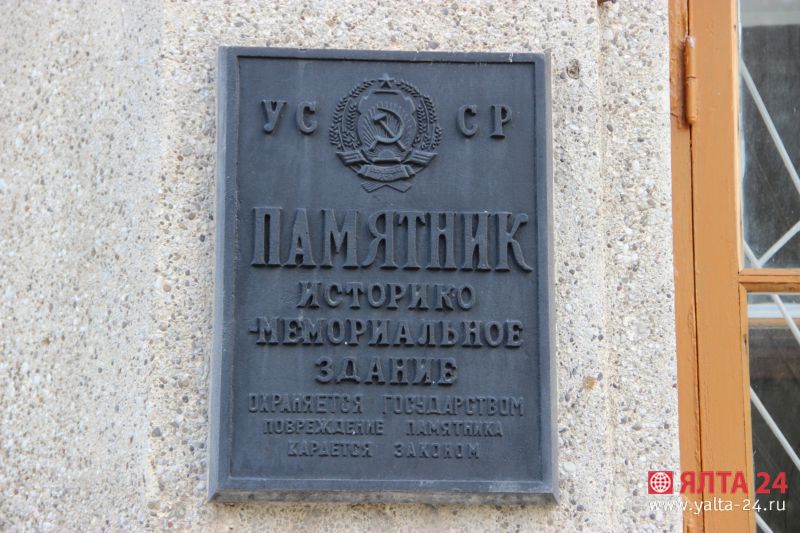 УС СР
ПАМЯТНИК
ИСТОРИКО
-МЕМОРИАЛЬНОЕ
ЗДАНИЕ
ОХРАНЯЕТСЯ ГОСУДАРСТВОМ
ПОВРЕЖДЕНИЕ ПАМЯТНИКА
КАРАЕТСЯ ЗАКОНОМ
ЯЛТА 24
www.yalta-24.ru